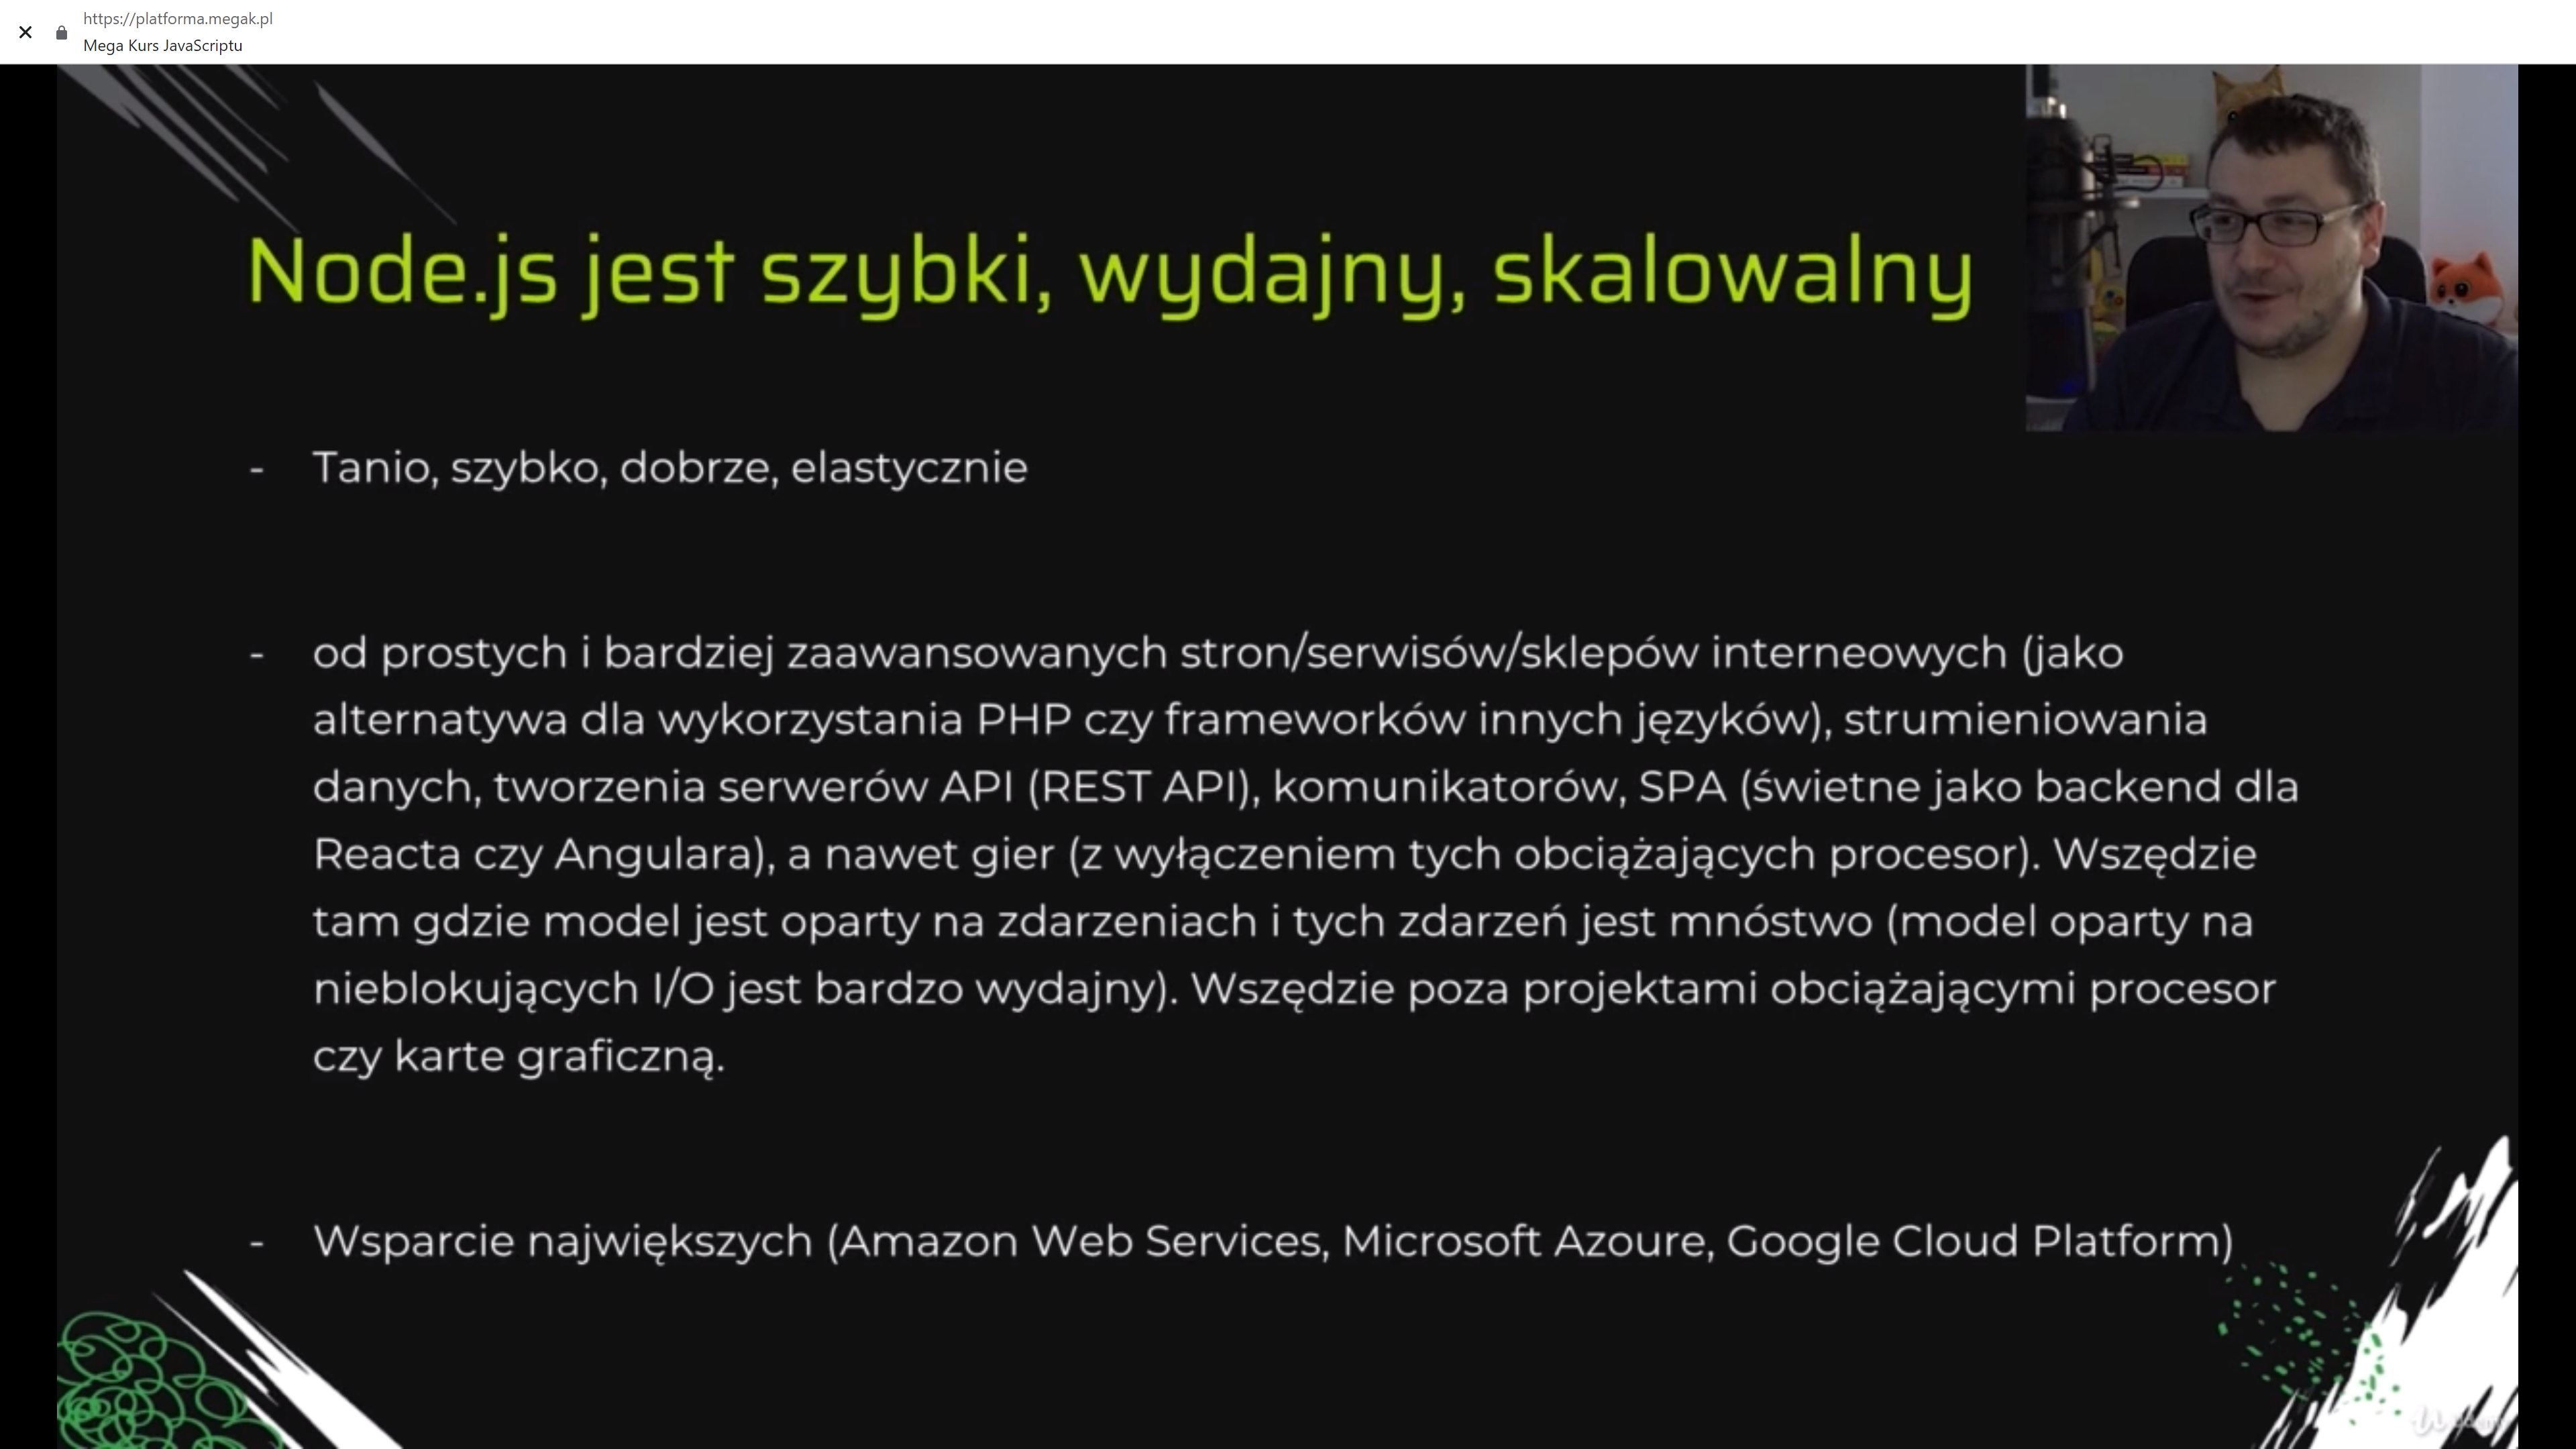 https://platforma.megak.pl
Mega Kurs JavaScriptu
Node.js jest szybki, wydajny, skalowalny
- Tanio, szybko, dobrze, elastycznie
- od prostych i bardziej zaawansowanych stron/serwisów/sklepów interneowych (jako
alternatywa dla wykorzystania PHP czy frameworków innych języków), strumieniowania
danych, tworzenia serwerów API (REST API), komunikatorów, SPA (świetne jako backend dla
Reacta czy Angulara), a nawet gier (z wyłączeniem tych obciążających procesor). Wszędzie
tam gdzie model jest oparty na zdarzeniach i tych zdarzeń jest mnóstwo (model oparty na
nieblokujących I/O jest bardzo wydajny). Wszędzie poza projektami obciążającymi procesor
czy karte graficzną.
- Wsparcie największych (Amazon Web Services, Microsoft Azoure, Google Cloud Platform)